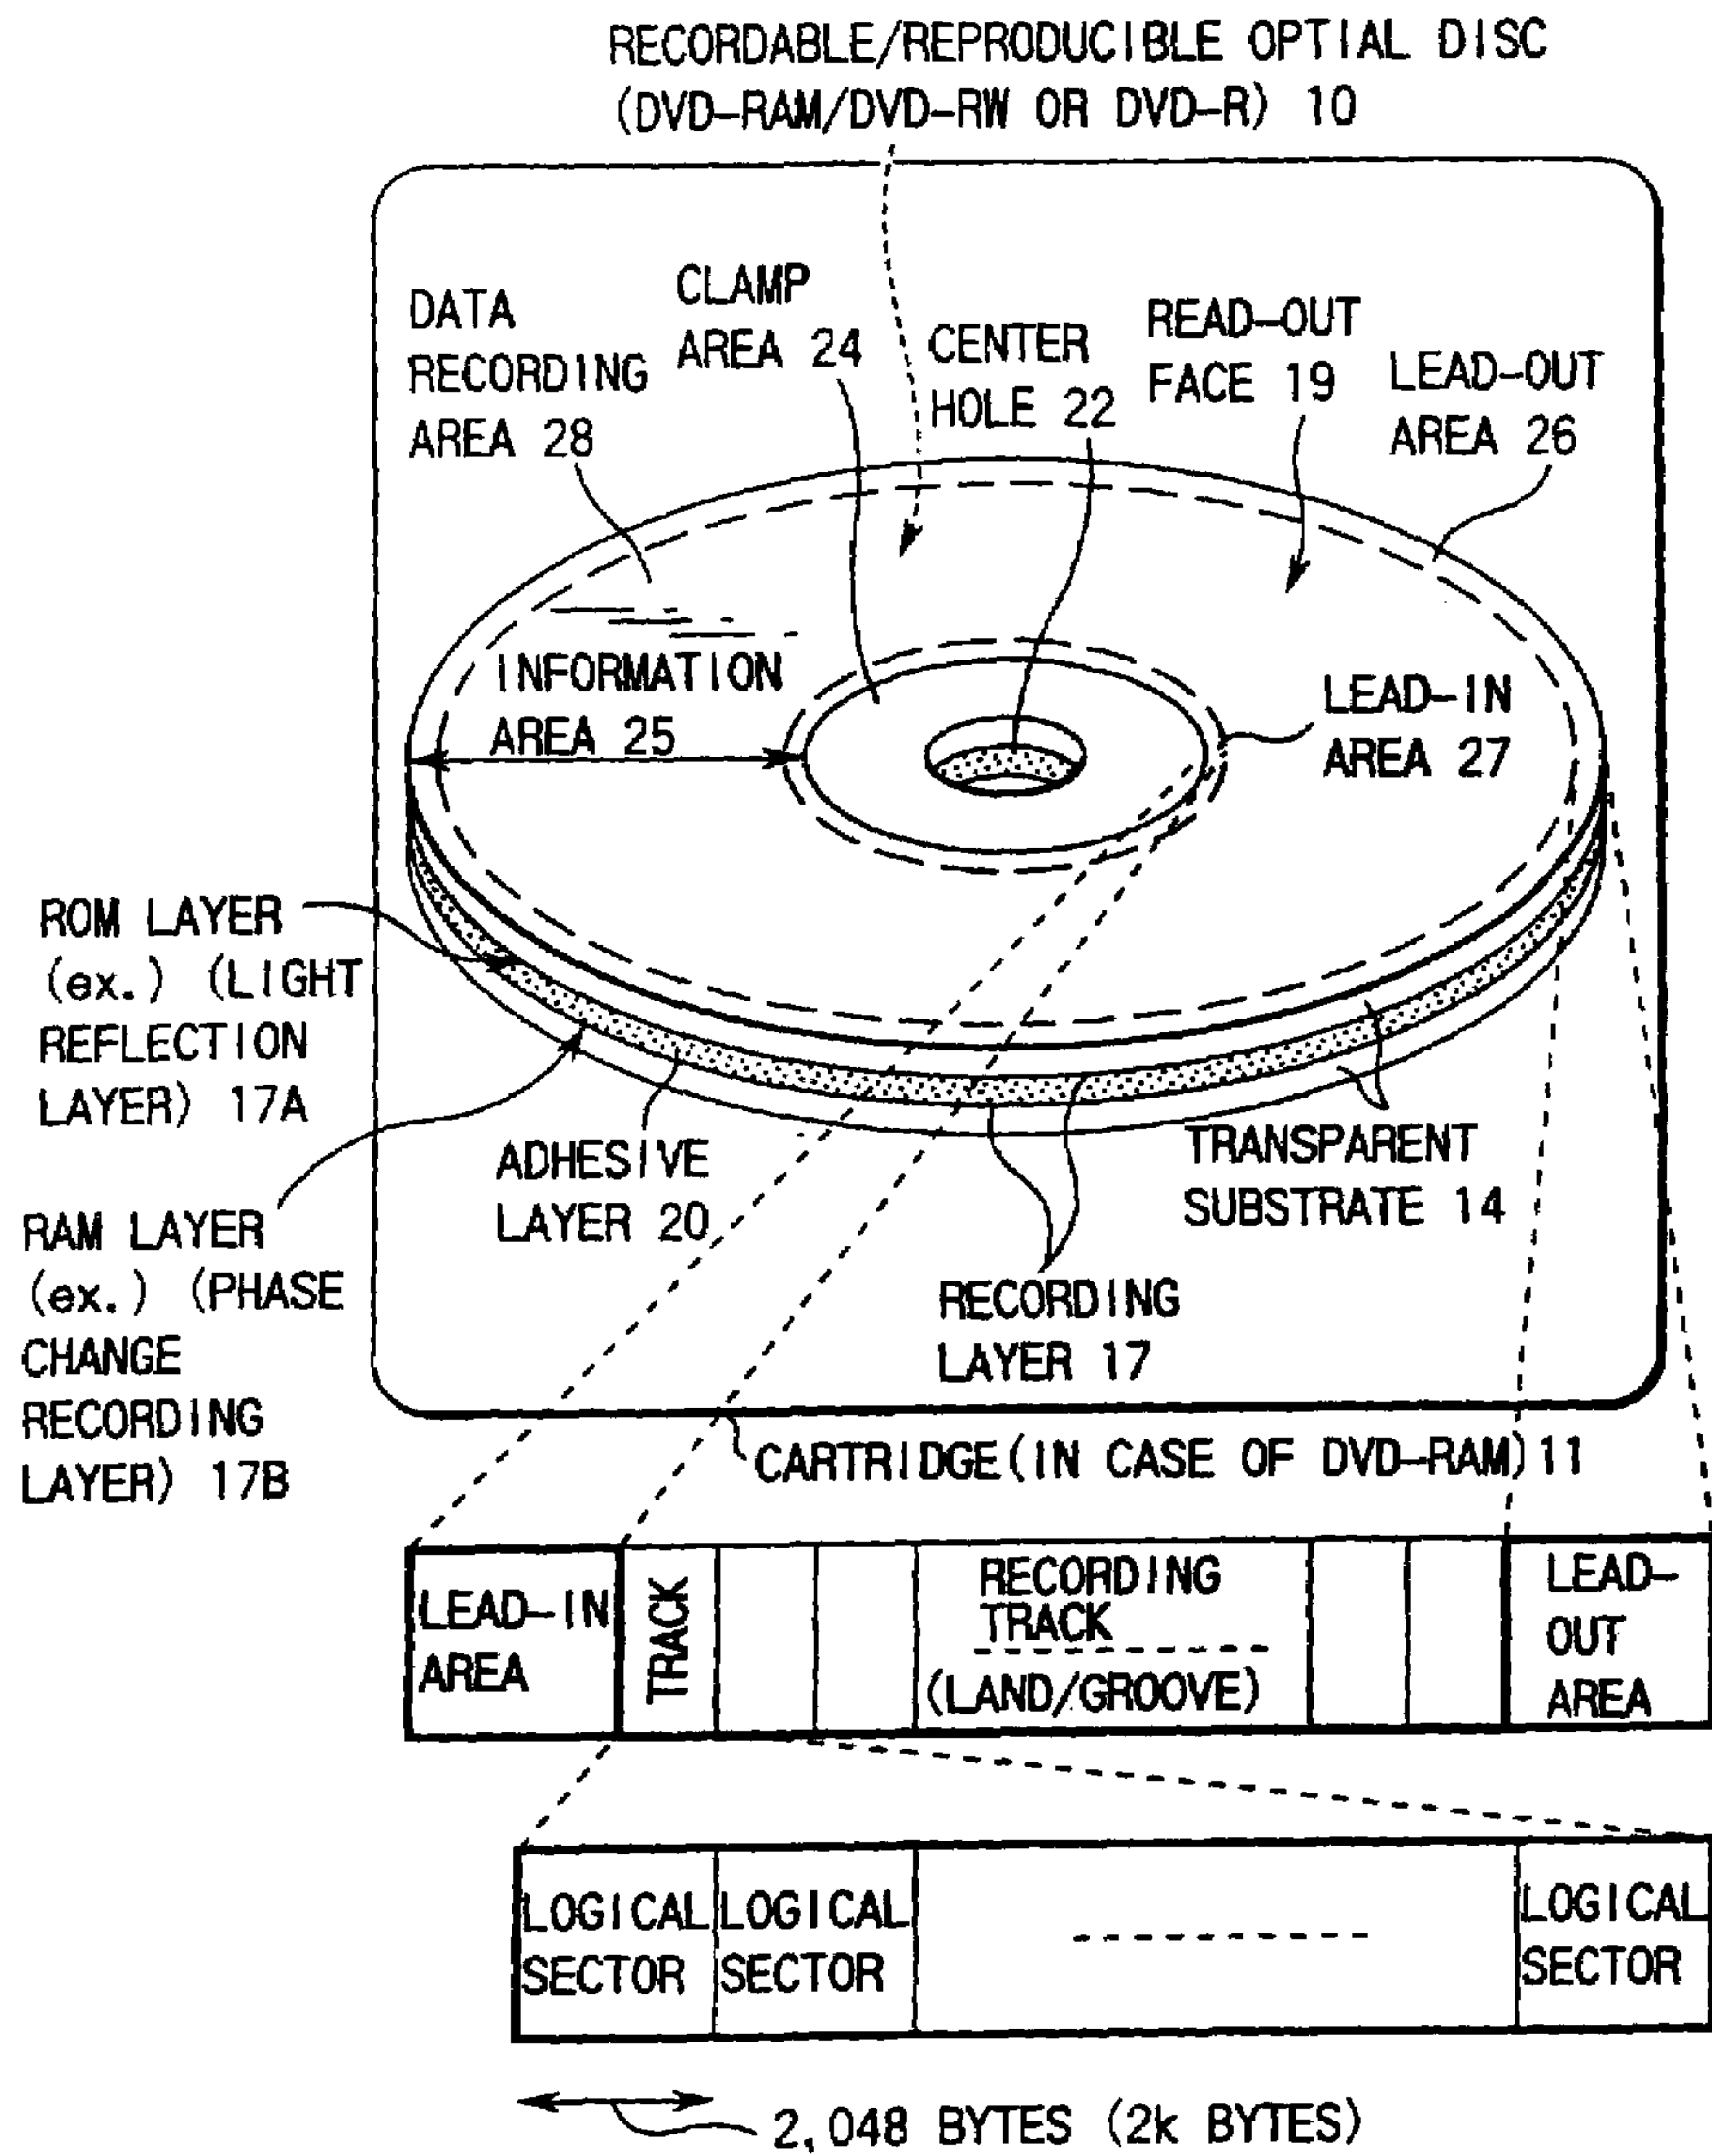 RECORDABLE/REPRODUCIBLE OPTIAL DISC
(DVD-RAM/DVD-RW OR DVD-R) 10
DATA
RECORDING
AREA 28
CLAMP
AREA 24
CENTER
HOLE 22
READ-OUT
FACE 19
LEAD-OUT
AREA 26
INFORMATION
AREA 25
LEAD-IN
AREA 27
ROM LAYER
(ex.) (LIGHT
REFLECTION
LAYER) 17A
RAM LAYER
(ex.) (PHASE
CHANGE
RECORDING
LAYER) 17B
ADHESIVE
LAYER 20
TRANSPARENT
SUBSTRATE 14
RECORDING
LAYER 17
CARTRIDGE(IN CASE OF DVD-RAM)11
LEAD-IN
AREA
TRACK
RECORDING
TRACK
(LAND/GROOVE)
LEAD-
OUT
AREA
LOGICAL
SECTOR
LOGICAL
SECTOR
LOGICAL
SECTOR
2,048 BYTES (2k BYTES)